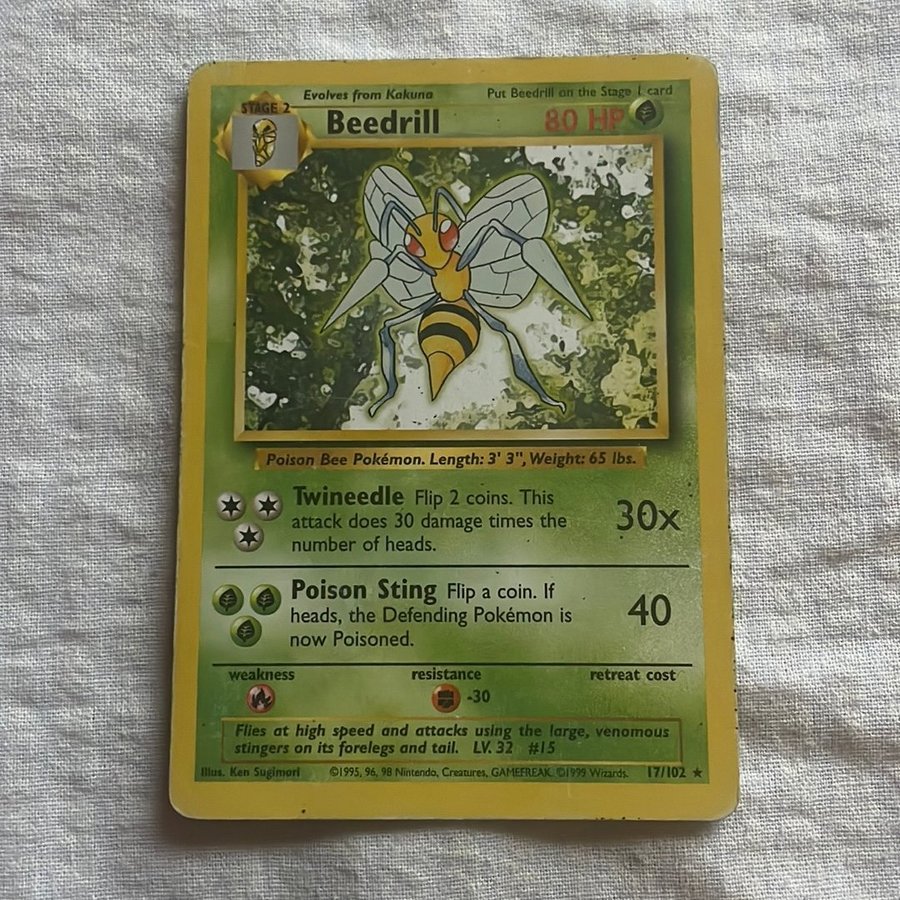 Evolves from Kakuna Put Beedrill on the Stage 1 card
STAGE 2
Beedrill 80 HP
Poison Bee Pokémon. Length: 3' 3", Weight: 65 lbs.
Twineedle Flip 2 coins. This
attack does 30 damage times the
number of heads.
30x
Poison Sting Flip a coin. If
heads, the Defending Pokémon is
now Poisoned.
40
weakness resistance retreat cost
-30
Flies at high speed and attacks using the large, venomous
stingers on its forelegs and tail. LV. 32 #15
Illus. Ken Sugimori ©1995, 96, 98 Nintendo, Creatures, GAMEFREAK. ©1999 Wizards. 17/102 ★